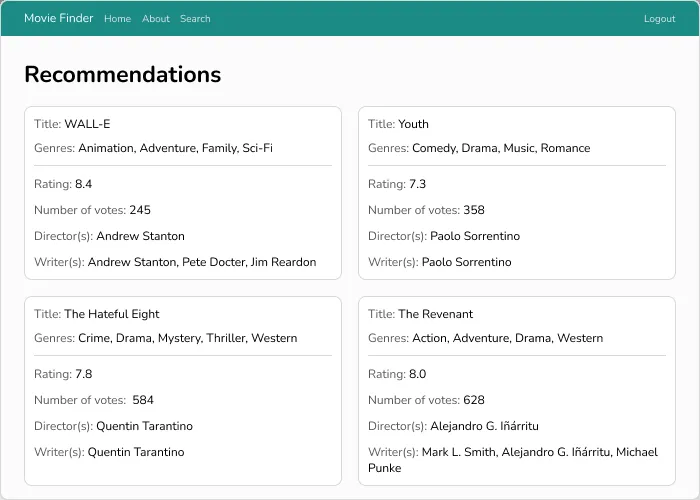 Movie Finder Home About Search Logout
Recommendations
Title: WALL-E
Genres: Animation, Adventure, Family, Sci-Fi
Rating: 8.4
Number of votes: 245
Director(s): Andrew Stanton
Writer(s): Andrew Stanton, Pete Docter, Jim Reardon
Title: Youth
Genres: Comedy, Drama, Music, Romance
Rating: 7.3
Number of votes: 358
Director(s): Paolo Sorrentino
Writer(s): Paolo Sorrentino
Title: The Hateful Eight
Genres: Crime, Drama, Mystery, Thriller, Western
Rating: 7.8
Number of votes: 584
Director(s): Quentin Tarantino
Writer(s): Quentin Tarantino
Title: The Revenant
Genres: Action, Adventure, Drama, Western
Rating: 8.0
Number of votes: 628
Director(s): Alejandro G. Iñárritu
Writer(s): Mark L. Smith, Alejandro G. Iñárritu, Michael
Punke